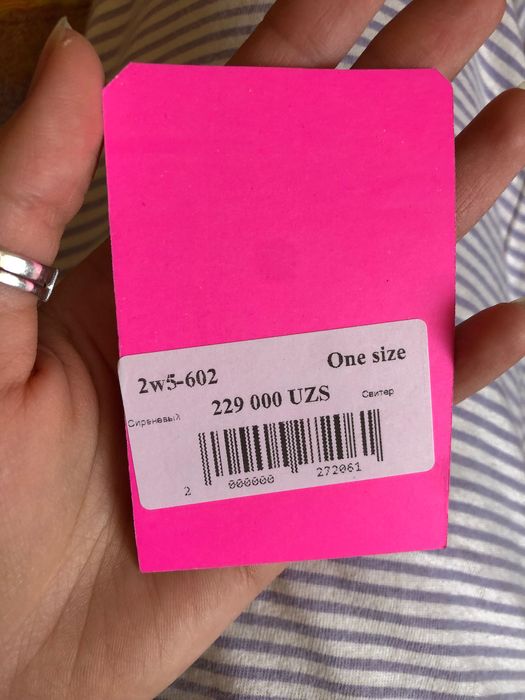 2w5-602 One size
229 000 UZS
Сиреневый Свитер
2 000000 272061